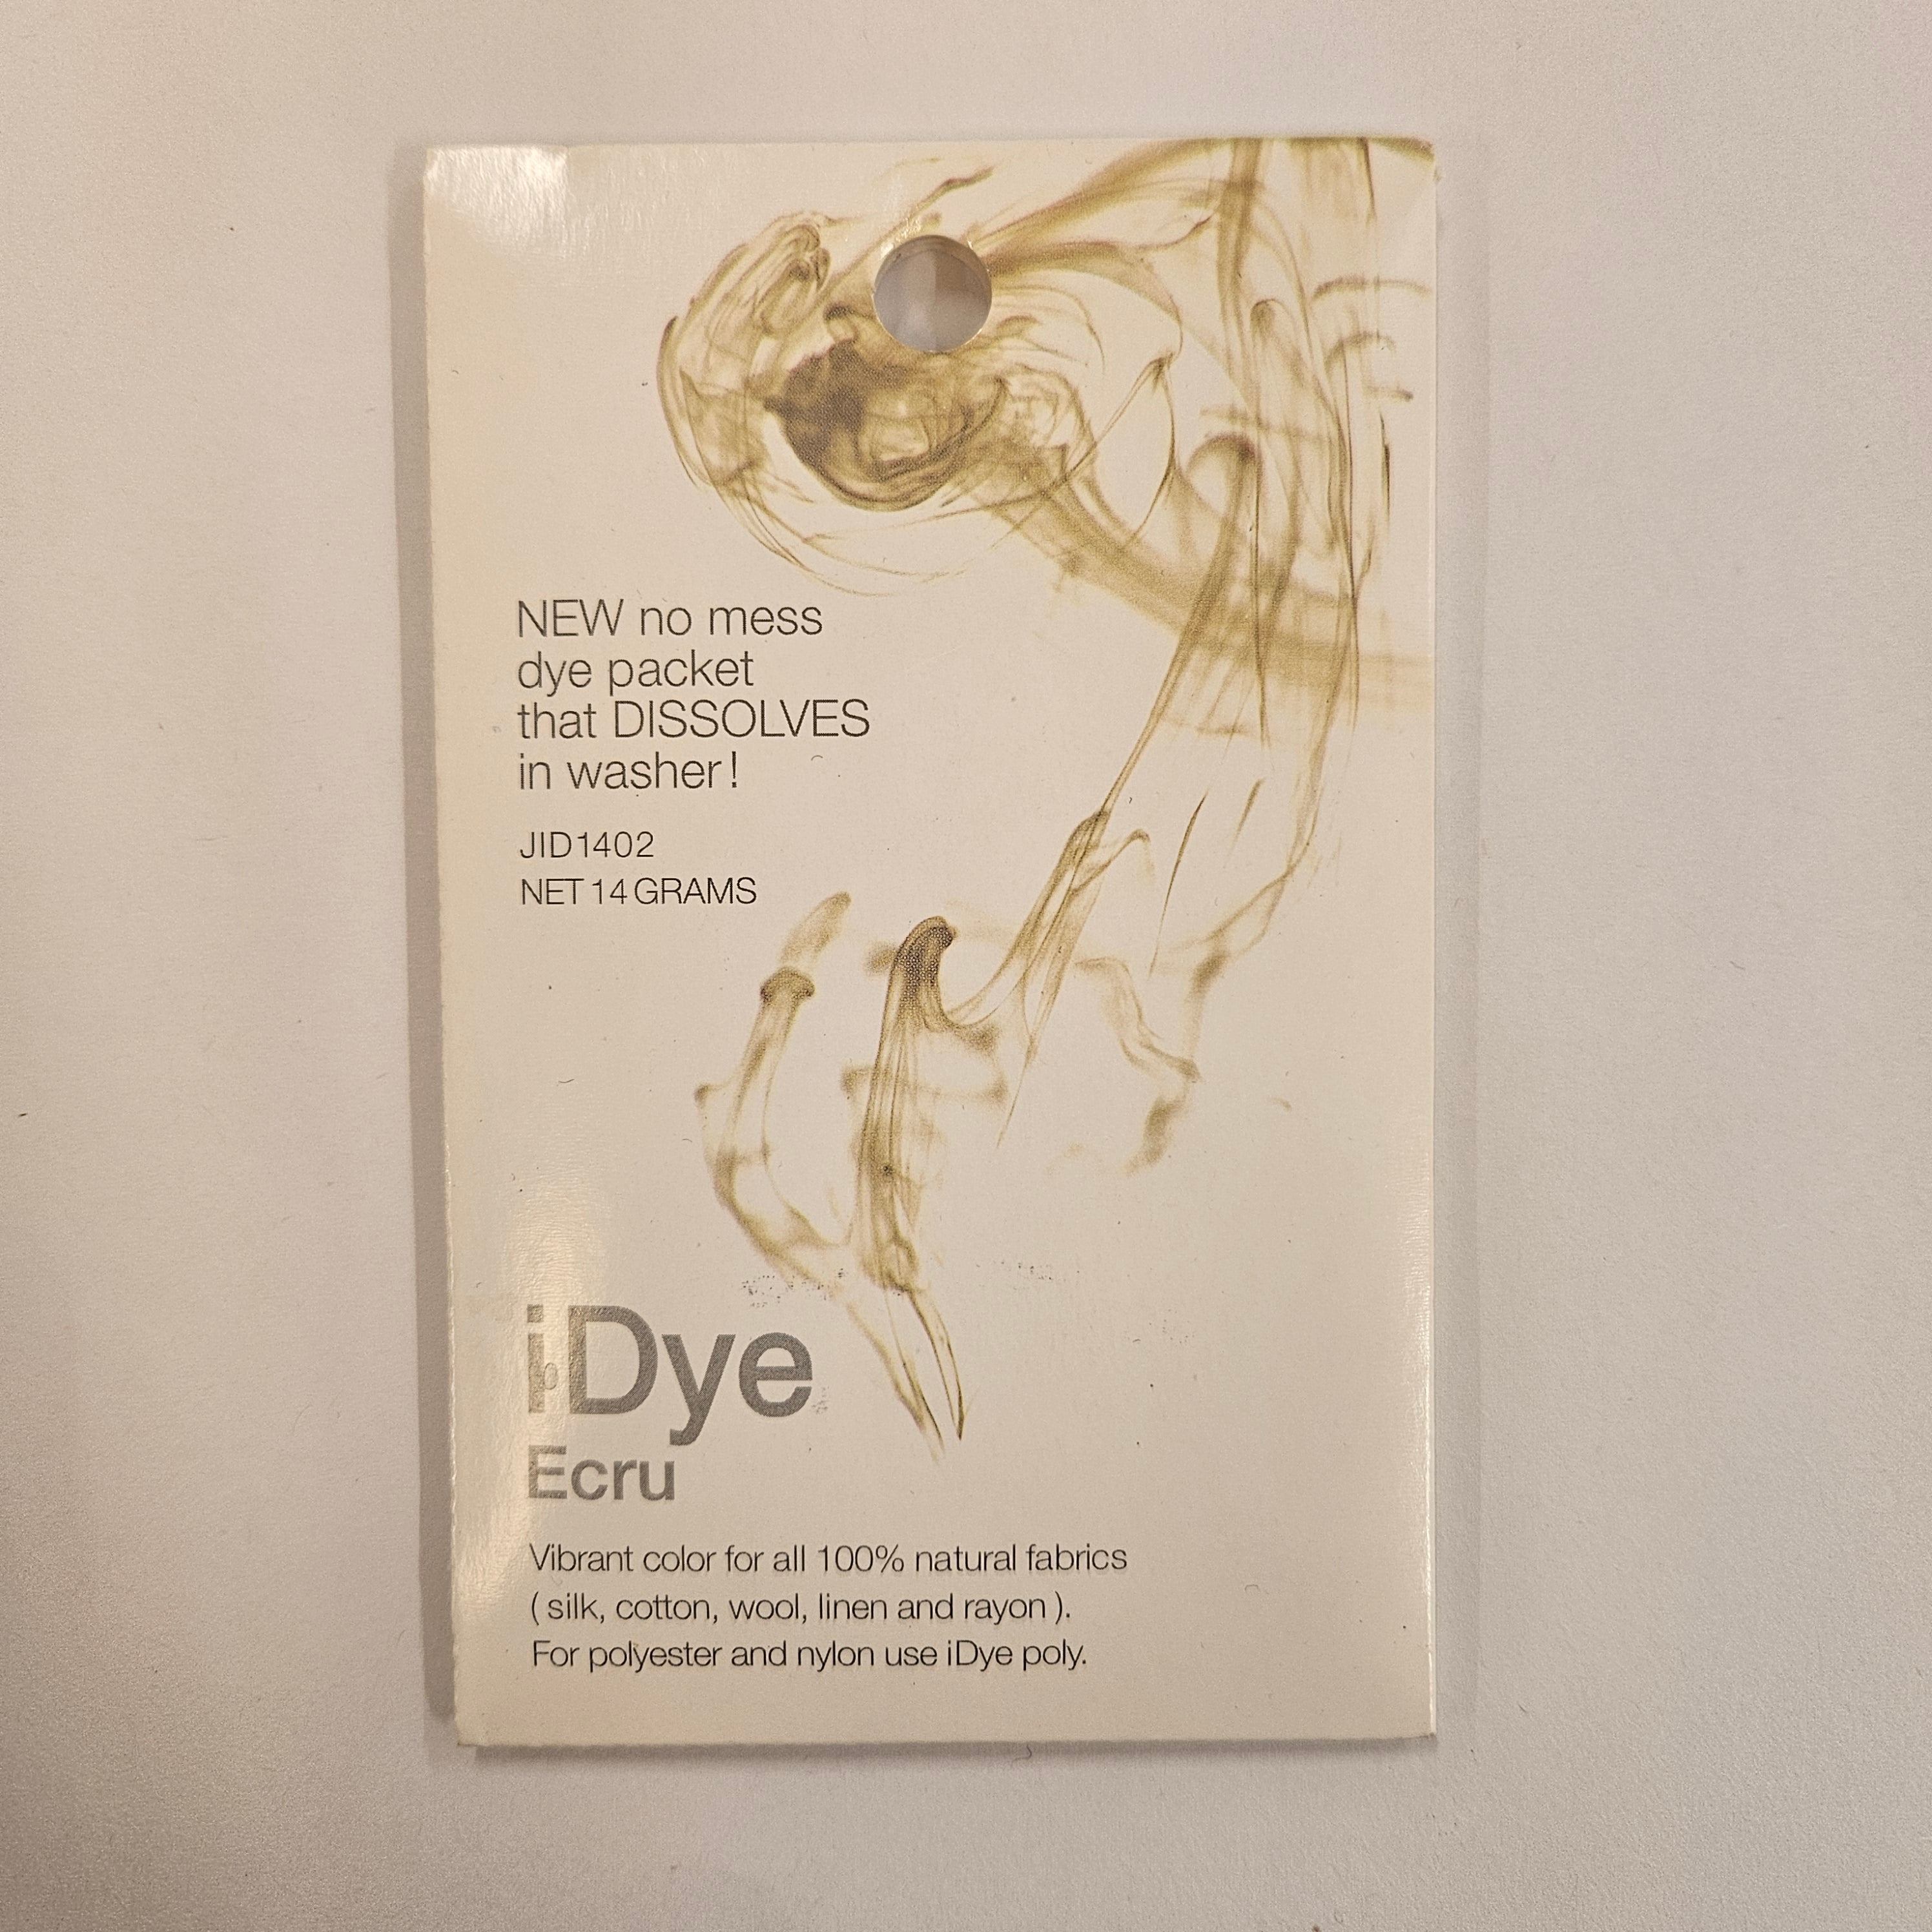 NEW no mess
dye packet
that DISSOLVES
in washer!
JID1402
NET 14 GRAMS
iDye
Ecru
Vibrant color for all 100% natural fabrics
( silk, cotton, wool, linen and rayon ).
For polyester and nylon use iDye poly.